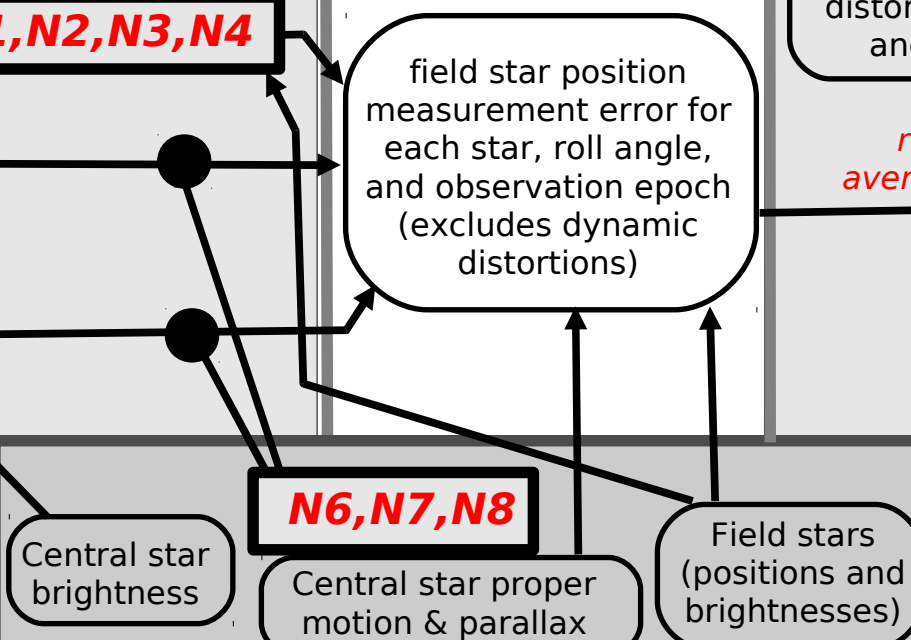 ,N2,N3,N4
field star position
measurement error for
each star, roll angle,
and observation epoch
(excludes dynamic
distortions)
N6,N7,N8
Central star
brightness
Central star proper
motion & parallax
Field stars
(positions and
brightnesses)